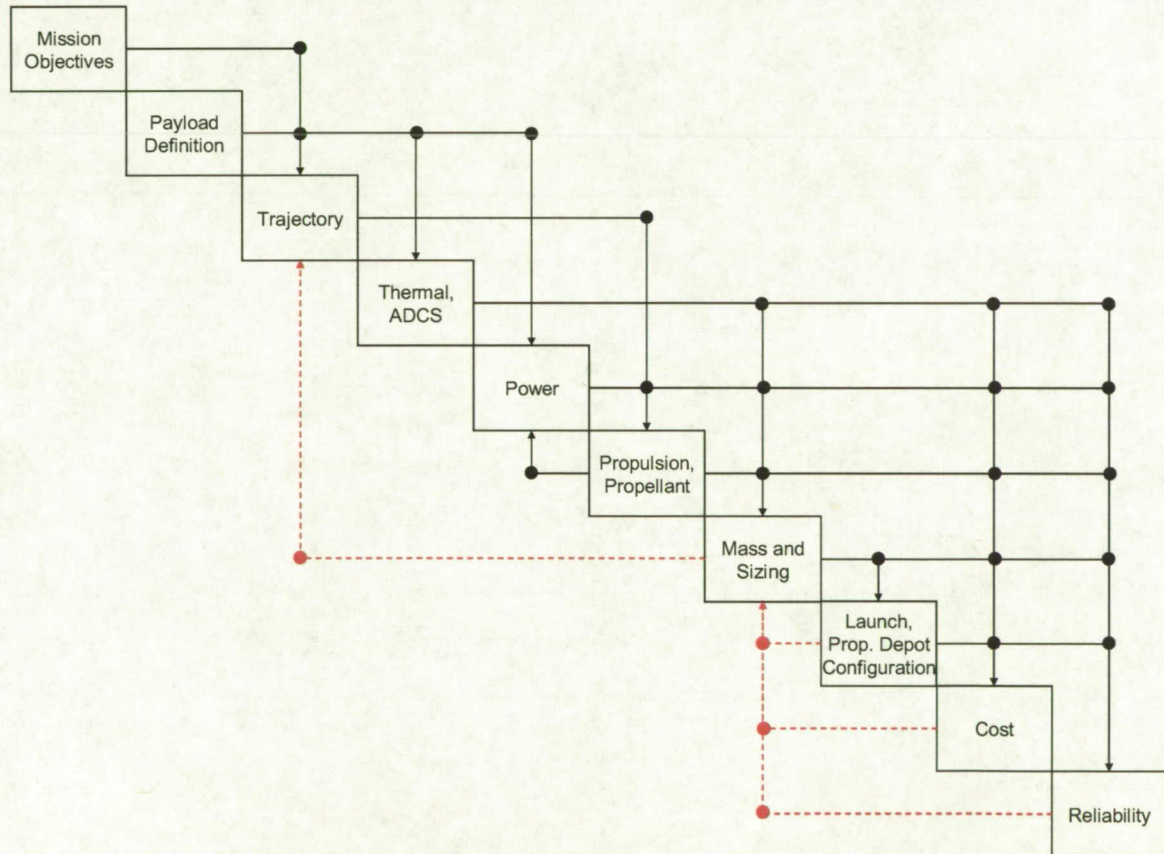 Mission
Objectives
Payload
Definition
Trajectory
Thermal,
ADCS
Power
Propulsion,
Propellant
Mass and
Sizing
Launch,
Prop. Depot
Configuration
Cost
Reliability